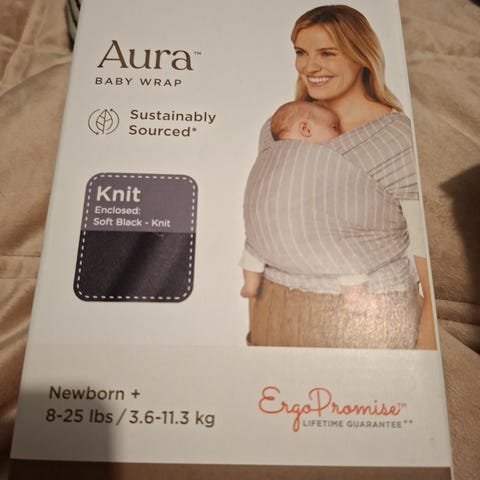 Aura™
BABY WRAP
Sustainably
Sourced*
Knit
Enclosed:
Soft Black - Knit
Newborn +
8-25 lbs / 3.6-11.3 kg
ErgoPromise™
LIFETIME GUARANTEE**